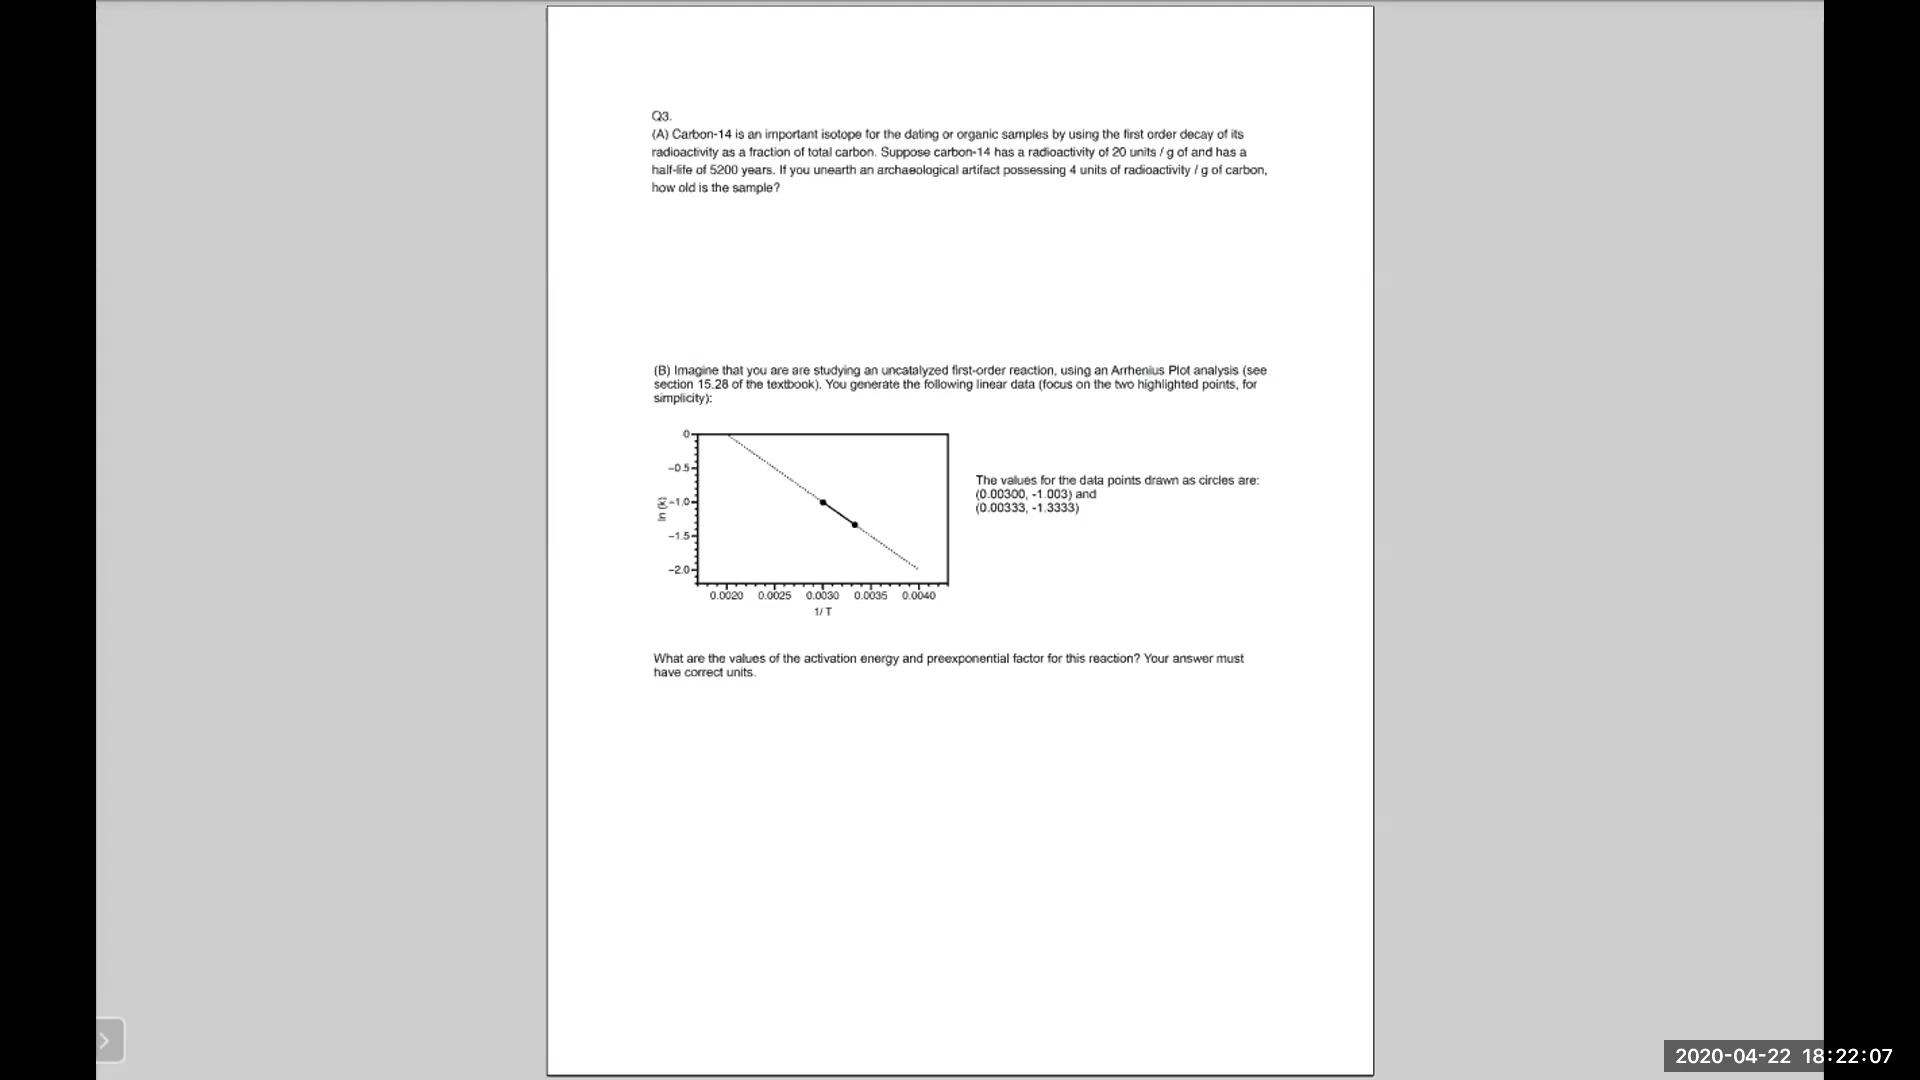 Q3.
(A) Carbon-14 is an important isotope for the dating or organic samples by using the first order decay of its
radioactivity as a fraction of total carbon. Suppose carbon-14 has a radioactivity of 20 units / g of and has a
half-life of 5200 years. If you unearth an archaeological artifact possessing 4 units of radioactivity / g of carbon,
how old is the sample?
(B) Imagine that you are are studying an uncatalyzed first-order reaction, using an Arrhenius Plot analysis (see
section 15.28 of the textbook). You generate the following linear data (focus on the two highlighted points, for
simplicity):
0
−0.5
−1.0
−1.5
−2.0
ln (k)
0.0020 0.0025 0.0030 0.0035 0.0040
1/ T
The values for the data points drawn as circles are:
(0.00300, -1.003) and
(0.00333, -1.3333)
What are the values of the activation energy and preexponential factor for this reaction? Your answer must
have correct units.
2020-04-22 18:22:07